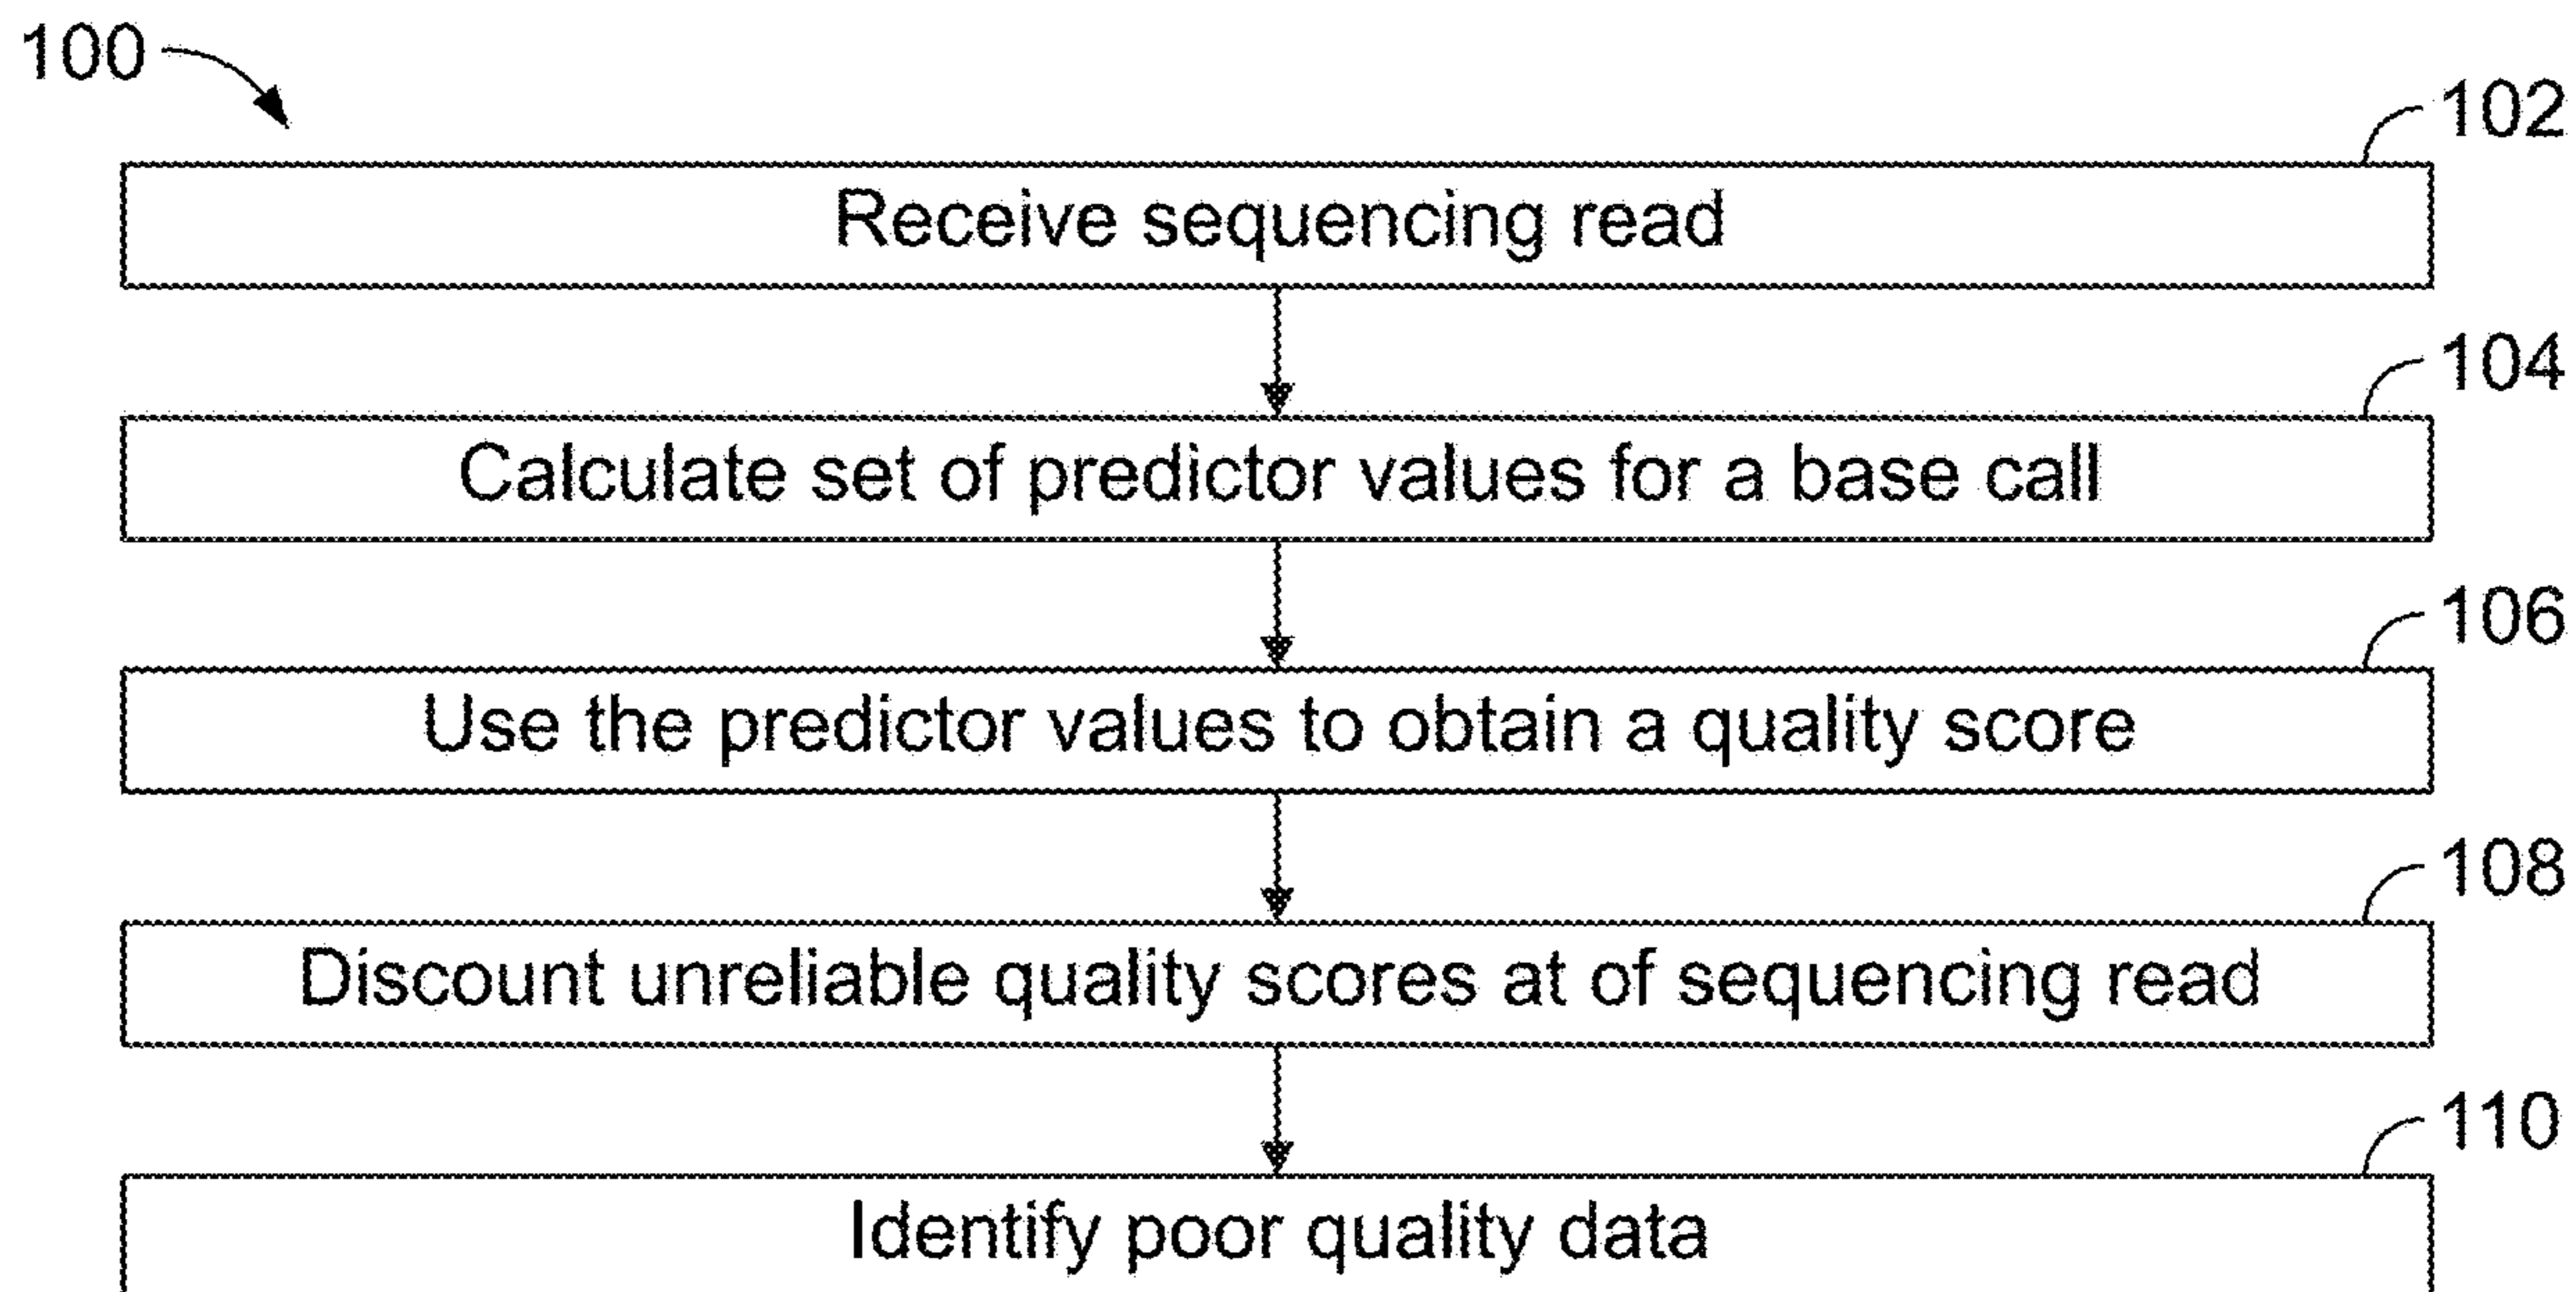 100
102
Receive sequencing read
104
Calculate set of predictor values for a base call
106
Use the predictor values to obtain a quality score
108
Discount unreliable quality scores at of sequencing read
110
Identify poor quality data